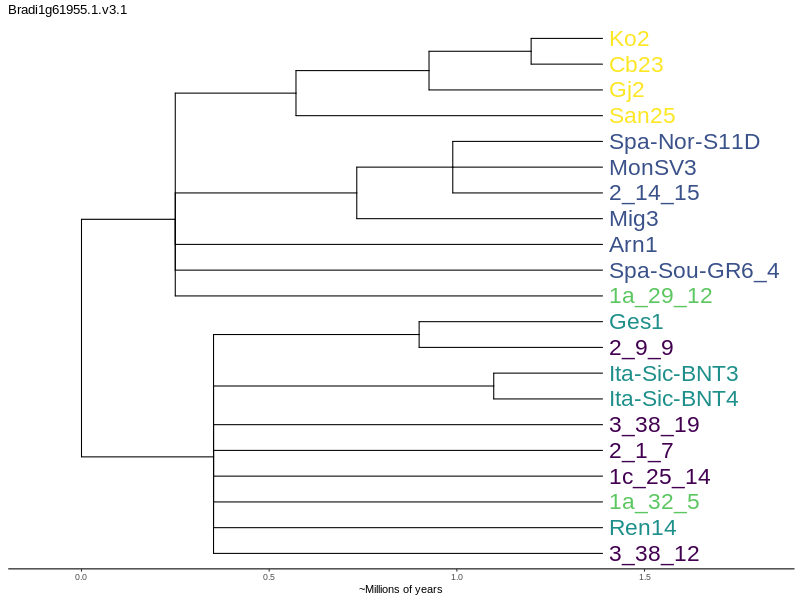 Bradi1g61955.1.v3.1
Ko2
Cb23
Gj2
San25
Spa-Nor-S11D
MonSV3
2_14_15
Mig3
Arn1
Spa-Sou-GR6_4
1a_29_12
Ges1
2_9_9
Ita-Sic-BNT3
Ita-Sic-BNT4
3_38_19
2_1_7
1c_25_14
1a_32_5
Ren14
3_38_12
0.0 0.5 1.0 1.5
~Millions of years